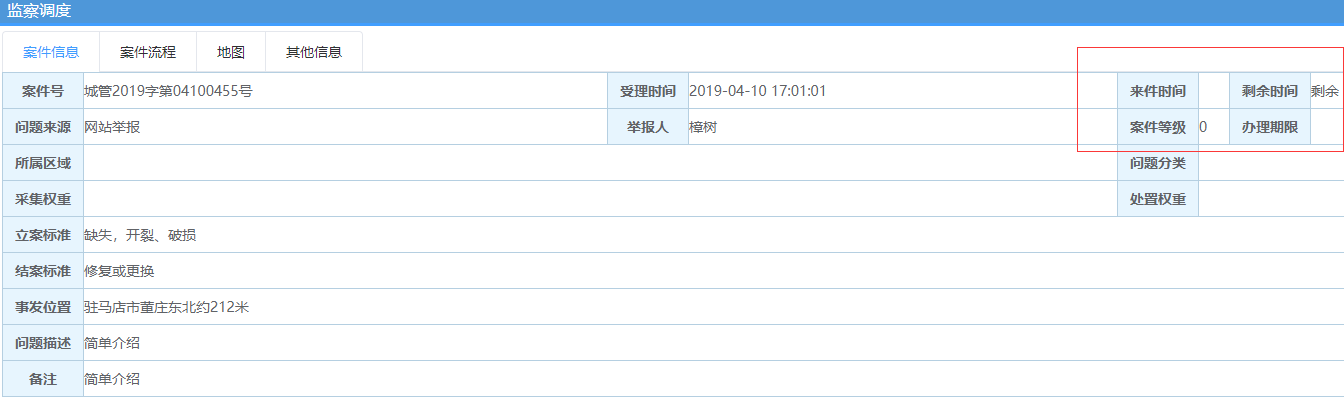 监察调度
案件信息 案件流程 地图 其他信息
案件号 城管2019字第04100455号 受理时间 2019-04-10 17:01:01 来件时间 剩余时间 剩余
问题来源 网站举报 举报人 樟树 案件等级 0 办理期限
所属区域 问题分类
采集权重 处置权重
立案标准 缺失，开裂、破损
结案标准 修复或更换
事发位置 驻马店市董庄东北约212米
问题描述 简单介绍
备注 简单介绍